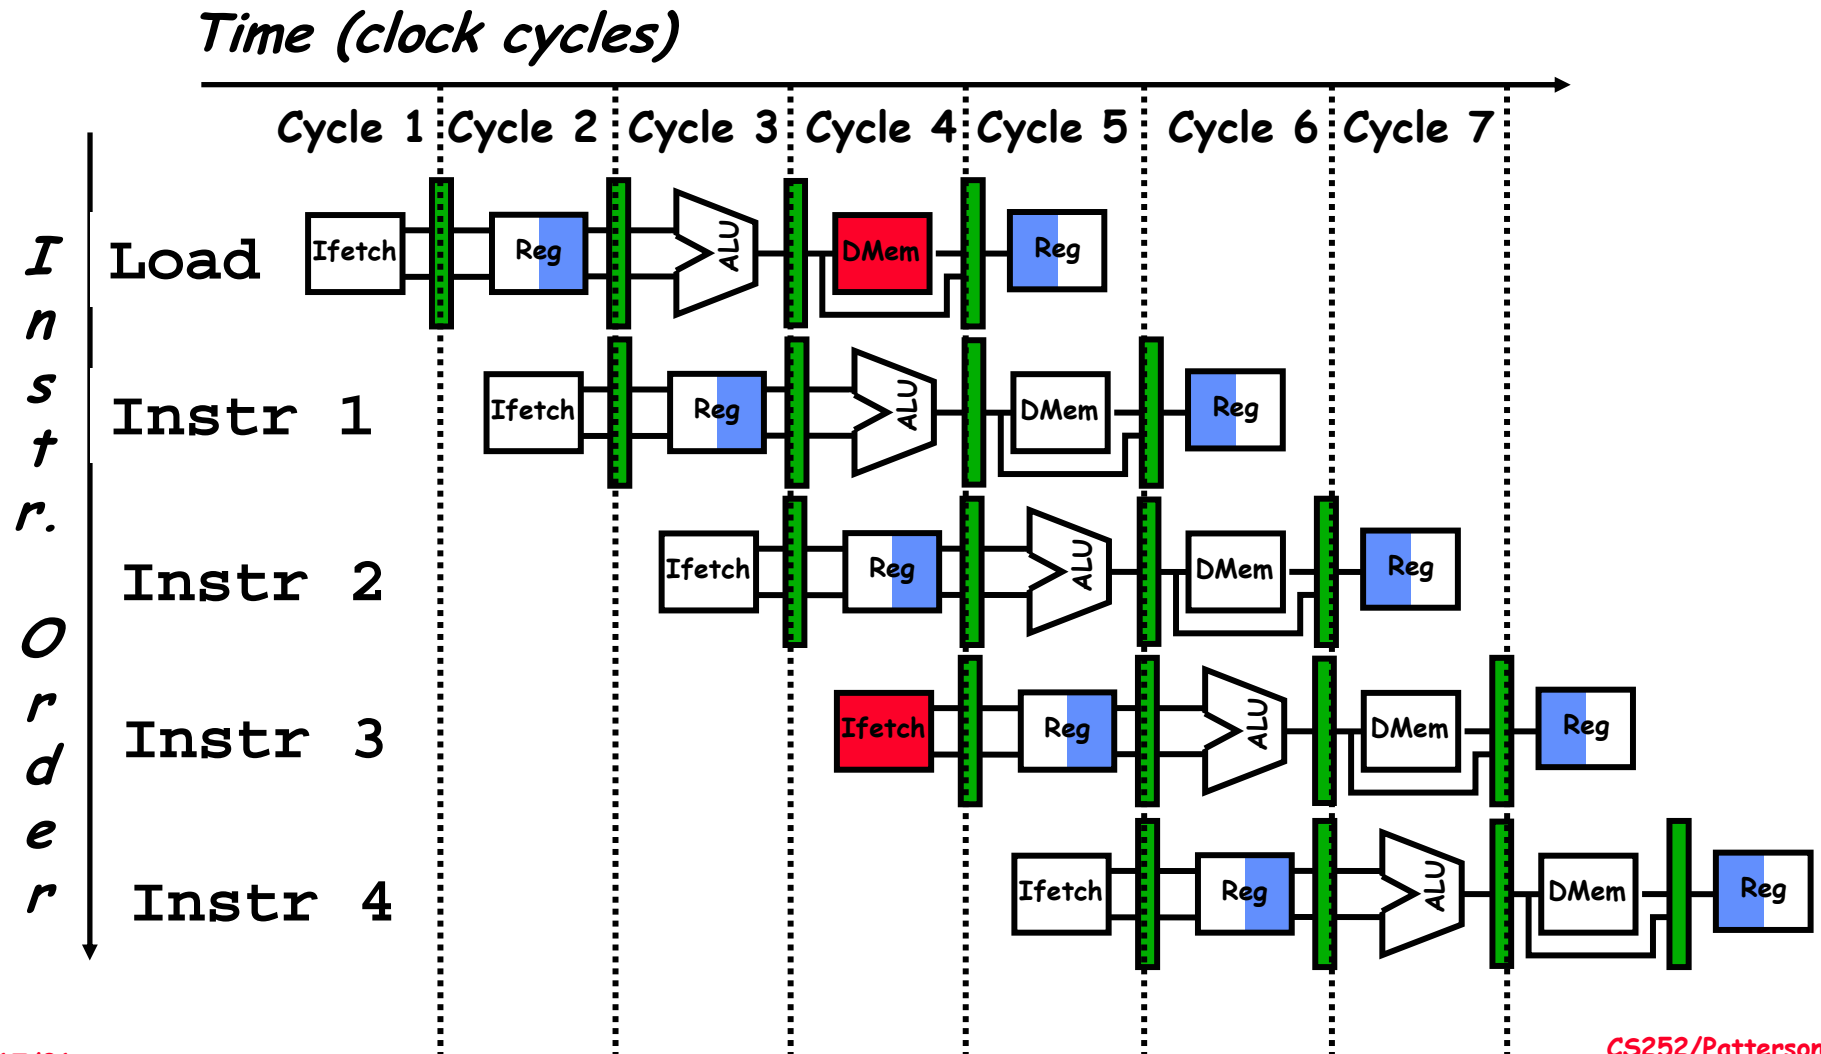 Time (clock cycles)
Cycle 1 Cycle 2 Cycle 3 Cycle 4 Cycle 5 Cycle 6 Cycle 7
Instr. Order
Load Ifetch Reg ALU DMem Reg
Instr 1 Ifetch Reg ALU DMem Reg
Instr 2 Ifetch Reg ALU DMem Reg
Instr 3 Ifetch Reg ALU DMem Reg
Instr 4 Ifetch Reg ALU DMem Reg
CS252/Patterson